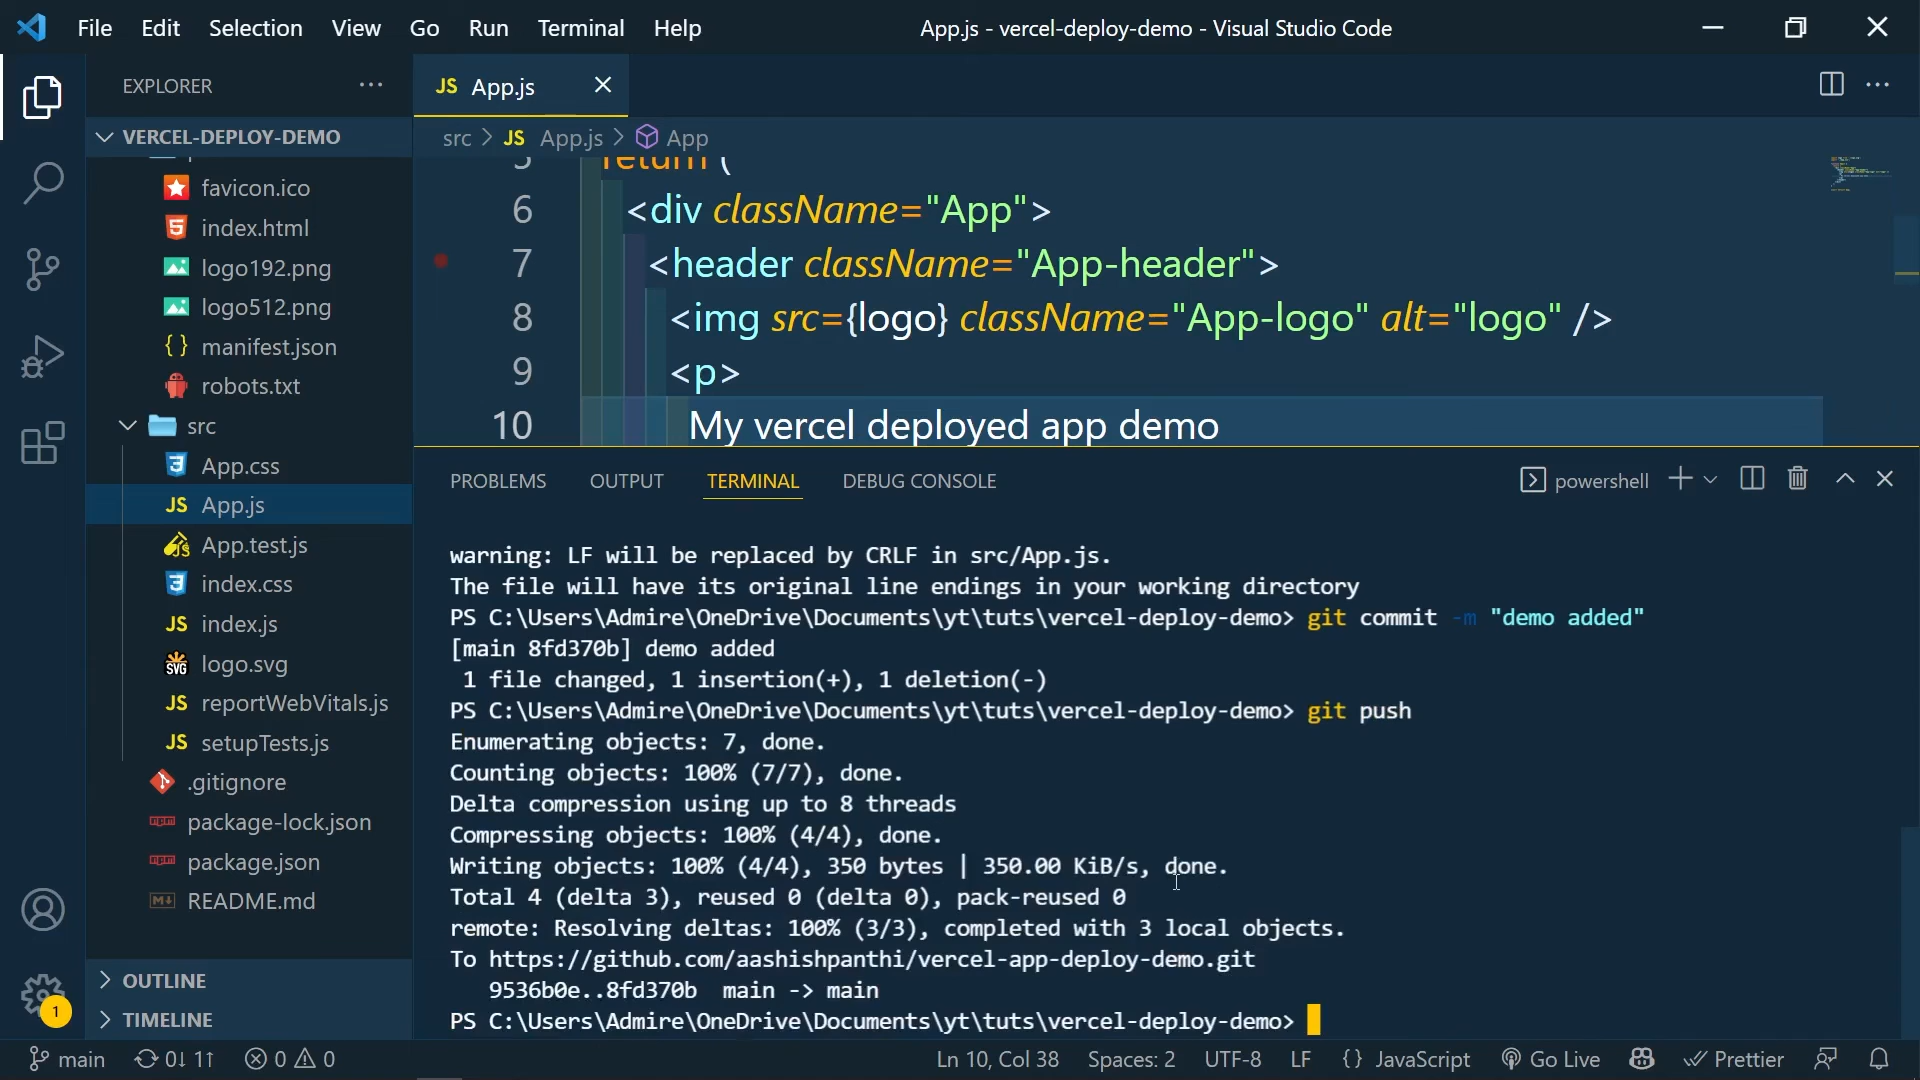 File Edit Selection View Go Run Terminal Help
App.js - vercel-deploy-demo - Visual Studio Code
EXPLORER
VERCEL-DEPLOY-DEMO
favicon.ico
index.html
logo192.png
logo512.png
manifest.json
robots.txt
src
App.css
App.js
App.test.js
index.css
index.js
logo.svg
reportWebVitals.js
setupTests.js
.gitignore
package-lock.json
package.json
README.md
OUTLINE
TIMELINE
1
JS App.js
src > JS App.js > App
5 return (
6 <div className="App">
7 <header className="App-header">
8 <img src={logo} className="App-logo" alt="logo" />
9 <p>
10 My vercel deployed app demo
PROBLEMS OUTPUT TERMINAL DEBUG CONSOLE
powershell
warning: LF will be replaced by CRLF in src/App.js.
The file will have its original line endings in your working directory
PS C:\Users\Admire\OneDrive\Documents\yt\tuts\vercel-deploy-demo> git commit -m "demo added"
[main 8fd370b] demo added
1 file changed, 1 insertion(+), 1 deletion(-)
PS C:\Users\Admire\OneDrive\Documents\yt\tuts\vercel-deploy-demo> git push
Enumerating objects: 7, done.
Counting objects: 100% (7/7), done.
Delta compression using up to 8 threads
Compressing objects: 100% (4/4), done.
Writing objects: 100% (4/4), 350 bytes | 350.00 KiB/s, done.
Total 4 (delta 3), reused 0 (delta 0), pack-reused 0
remote: Resolving deltas: 100% (3/3), completed with 3 local objects.
To https://github.com/aashishpanthi/vercel-app-deploy-demo.git
9536b0e..8fd370b main -> main
PS C:\Users\Admire\OneDrive\Documents\yt\tuts\vercel-deploy-demo>
main 0↓ 1↑ 0 0 Ln 10, Col 38 Spaces: 2 UTF-8 LF {} JavaScript Go Live Prettier